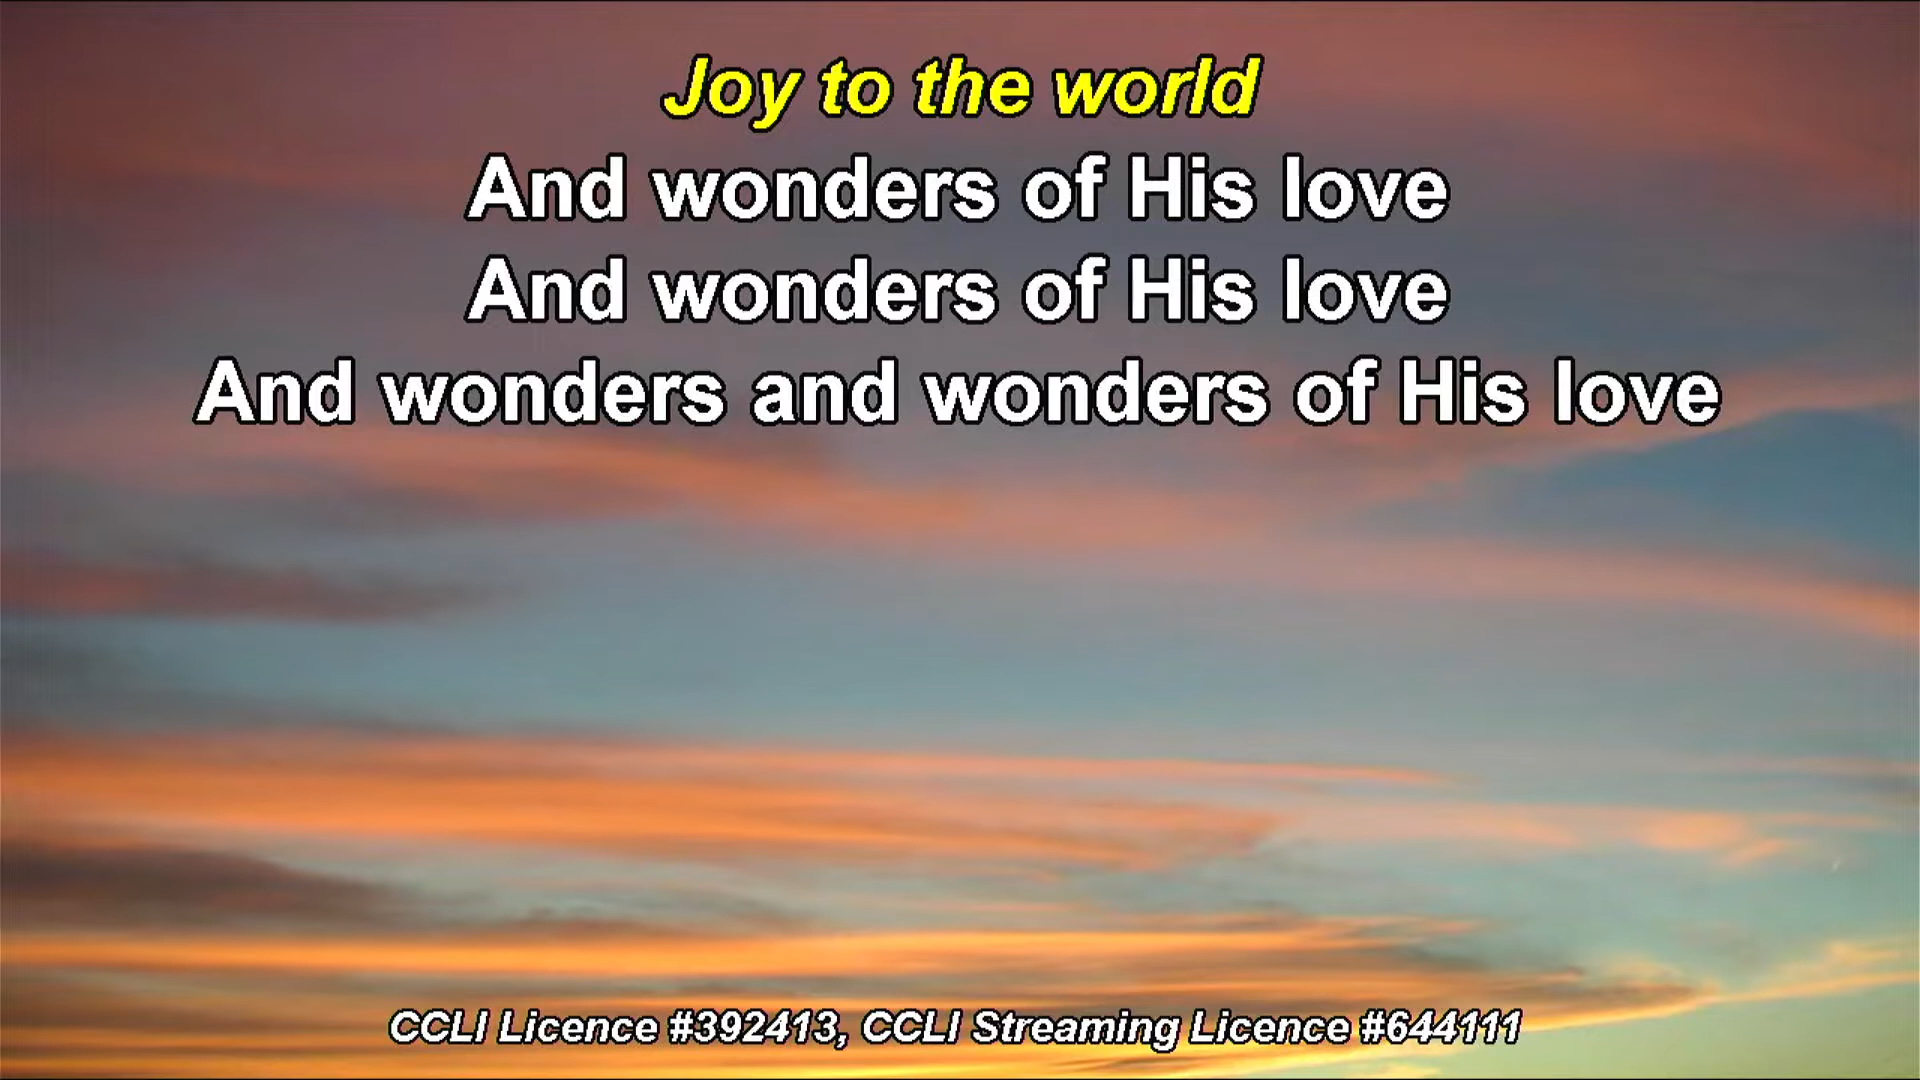 Joy to the world
And wonders of His love
And wonders of His love
And wonders and wonders of His love
CCLI Licence #392413, CCLI Streaming Licence #644111